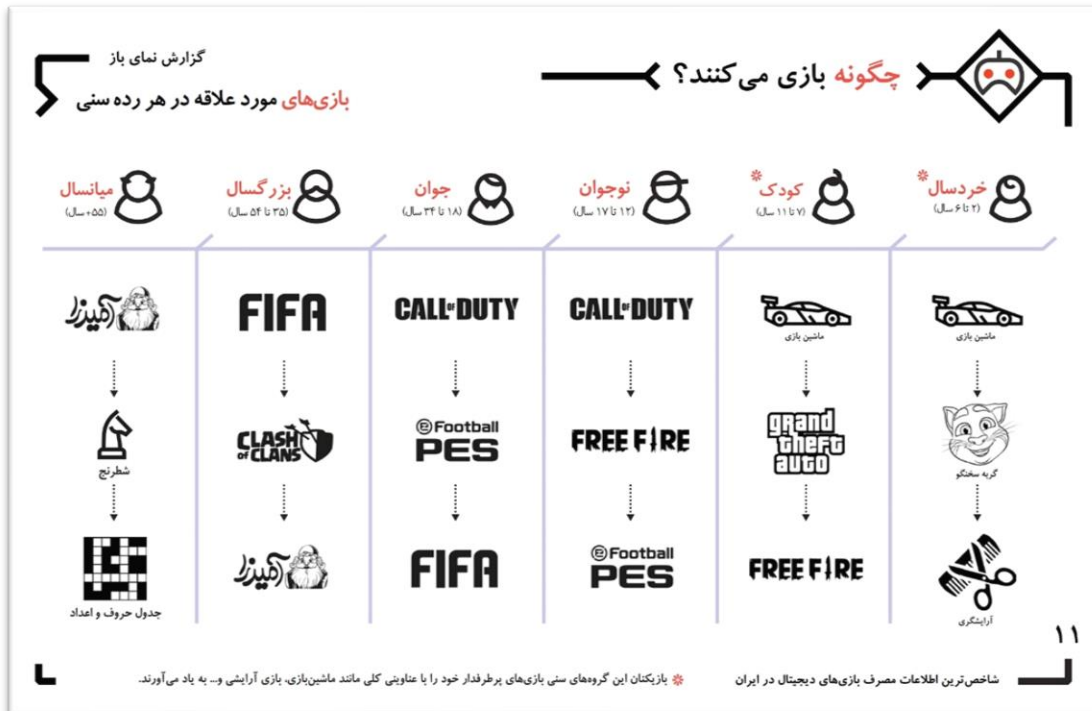 چگونه بازی می‌کنند؟
گزارش نمای باز
بازی‌های مورد علاقه در هر رده سنی
خردسال*
(۲ تا ۶ سال)
کودک*
(۷ تا ۱۱ سال)
نوجوان
(۱۲ تا ۱۷ سال)
جوان
(۱۸ تا ۳۴ سال)
بزرگسال
(۳۵ تا ۵۴ سال)
میانسال
(۵۵+ سال)
ماشین بازی
گربه سخنگو
آرایشگری
ماشین بازی
grand
theft
auto
FREE FIRE
CALL OF DUTY
FREE FIRE
eFootball
PES
CALL OF DUTY
eFootball
PES
FIFA
FIFA
CLASH
OF CLANS
آمیرزا
آمیرزا
شطرنج
جدول حروف و اعداد
۱۱
شاخص‌ترین اطلاعات مصرف بازی‌های دیجیتال در ایران
* بازیکنان این گروه‌های سنی بازی‌های پرطرفدار خود را با عناوینی کلی مانند ماشین‌بازی، بازی آرایشی و... به یاد می‌آورند.